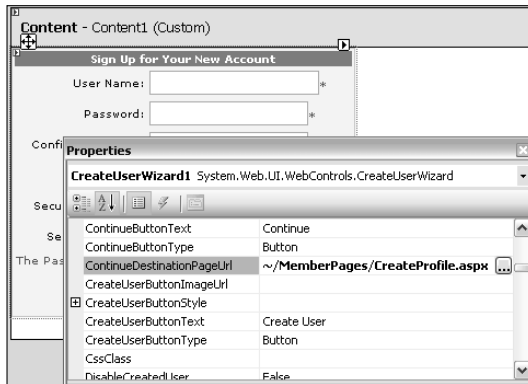 Content - Content1 (Custom)
Sign Up for Your New Account
User Name: *
Password: *
Confi
Secu
Se
The Pas
Properties
CreateUserWizard1 System.Web.UI.WebControls.CreateUserWizard
ContinueButtonText Continue
ContinueButtonType Button
ContinueDestinationPageUrl ~/MemberPages/CreateProfile.aspx ...
CreateUserButtonImageUrl
CreateUserButtonStyle
CreateUserButtonText Create User
CreateUserButtonType Button
CssClass
DisableCreatedUser False